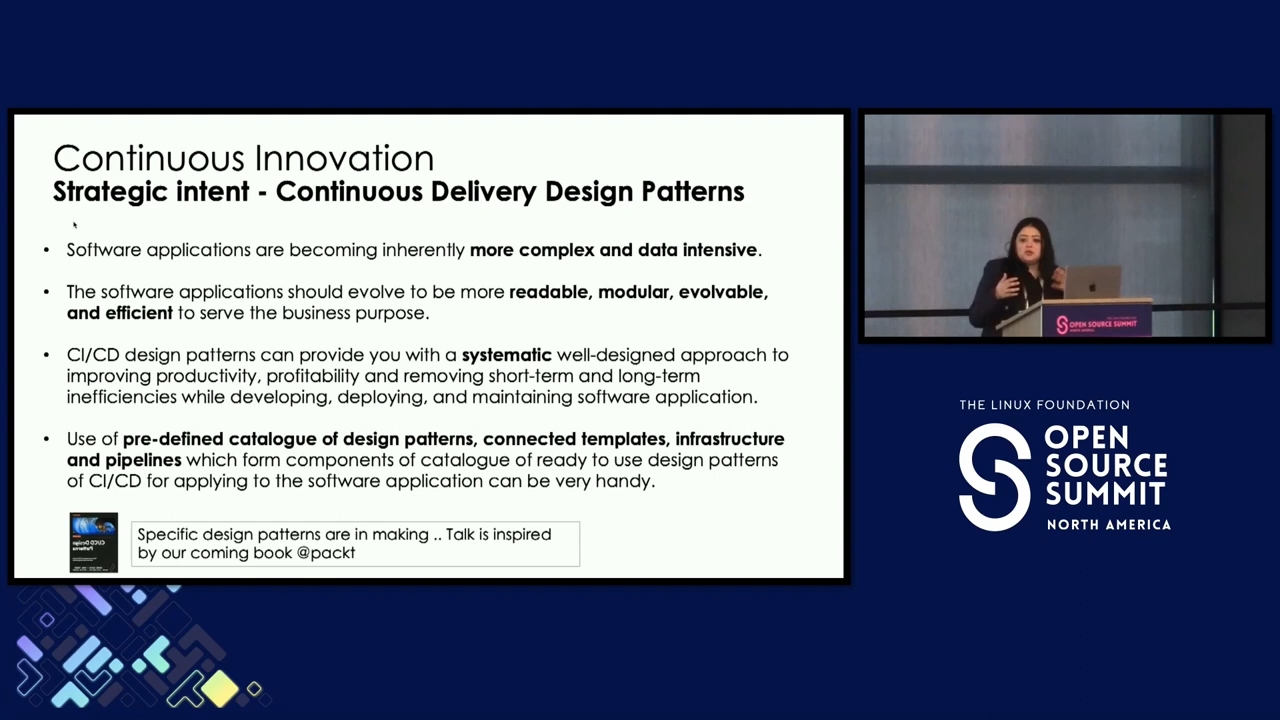 Continuous Innovation
Strategic intent - Continuous Delivery Design Patterns
• Software applications are becoming inherently more complex and data intensive.
• The software applications should evolve to be more readable, modular, evolvable,
and efficient to serve the business purpose.
• CI/CD design patterns can provide you with a systematic well-designed approach to
improving productivity, profitability and removing short-term and long-term
inefficiencies while developing, deploying, and maintaining software application.
• Use of pre-defined catalogue of design patterns, connected templates, infrastructure
and pipelines which form components of catalogue of ready to use design patterns
of CI/CD for applying to the software application can be very handy.
CI/CD Design
Patterns
Specific design patterns are in making .. Talk is inspired
by our coming book @packt
OPEN SOURCE SUMMIT
THE LINUX FOUNDATION
OPEN
SOURCE
SUMMIT
NORTH AMERICA